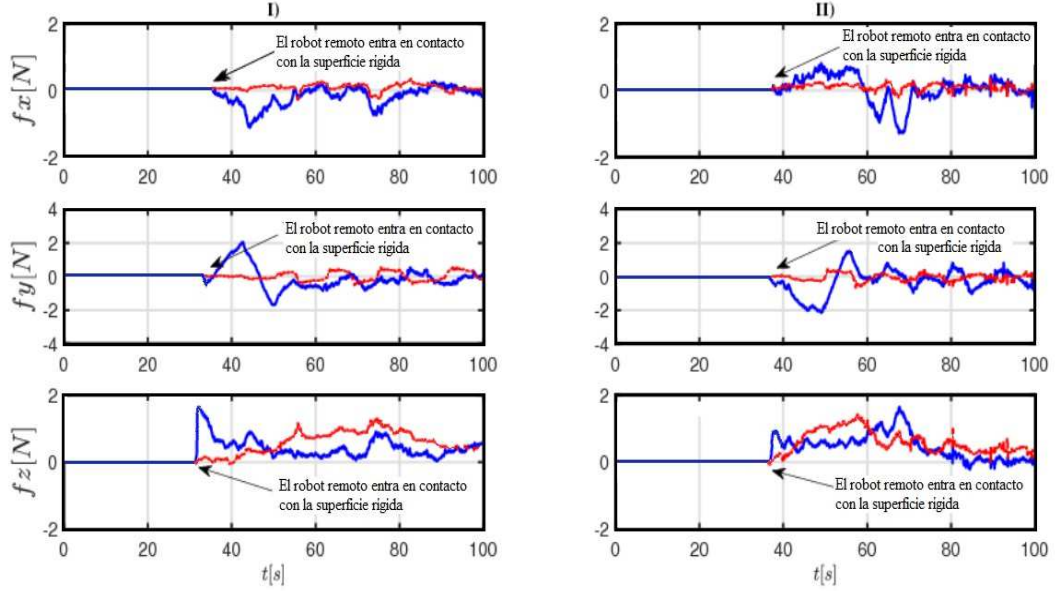 I)
II)
fx[N]
2
0
-2
El robot remoto entra en contacto
con la superficie rigida
0 20 40 60 80 100
2
0
-2
El robot remoto entra en contacto
con la superficie rigida
0 20 40 60 80 100
fy[N]
4
2
0
-2
-4
El robot remoto entra en contacto
con la superficie rigida
0 20 40 60 80 100
4
2
0
-2
-4
El robot remoto entra en contacto
con la superficie rigida
0 20 40 60 80 100
fz[N]
2
0
-2
El robot remoto entra en contacto
con la superficie rigida
0 20 40 60 80 100
t[s]
2
0
-2
El robot remoto entra en contacto
con la superficie rigida
0 20 40 60 80 100
t[s]